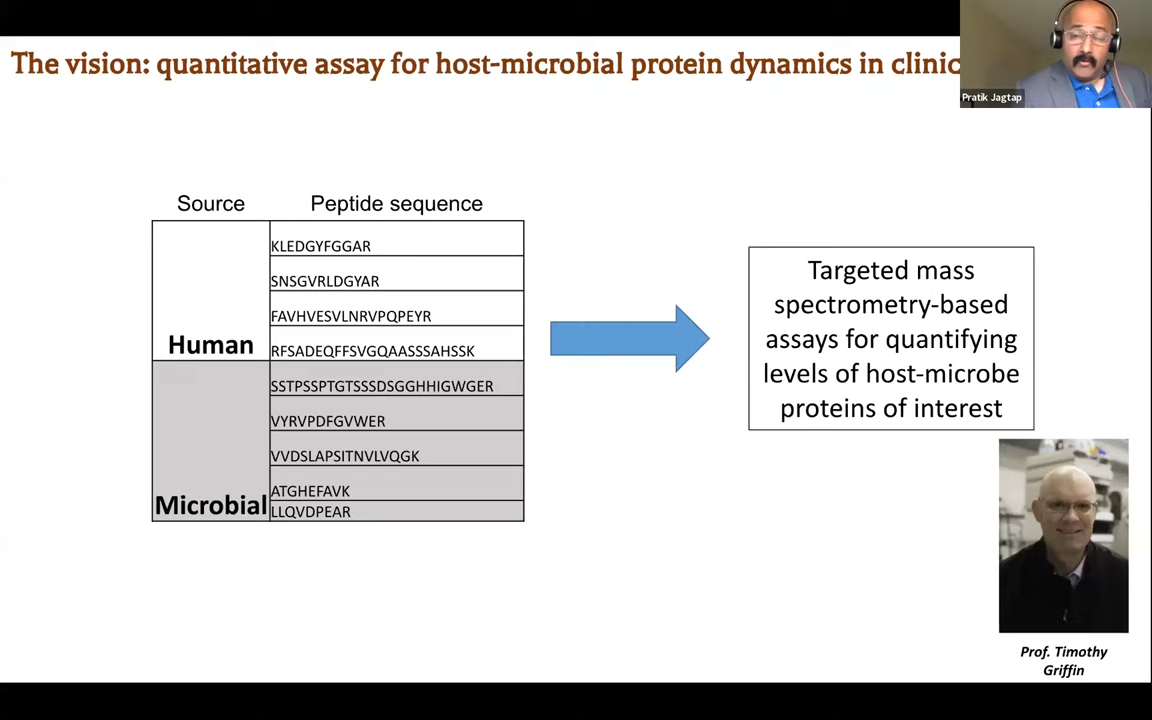 The vision: quantitative assay for host-microbial protein dynamics in clinic
Pratik Jagtap
Source Peptide sequence
KLEDGYFGGAR
SNSGVRLDGYAR
FAVHVESVLNRVPQPEYR
Human RFSADEQFFSVGQAASSSAHSSK
SSTPSSPTGTSSSDSGGHHIGWGER
VYRVPDFGVWER
VVDSLAPSITNVLVQGK
ATGHEFAVK
Microbial LLQVDPEAR
Targeted mass
spectrometry-based
assays for quantifying
levels of host-microbe
proteins of interest
Prof. Timothy
Griffin